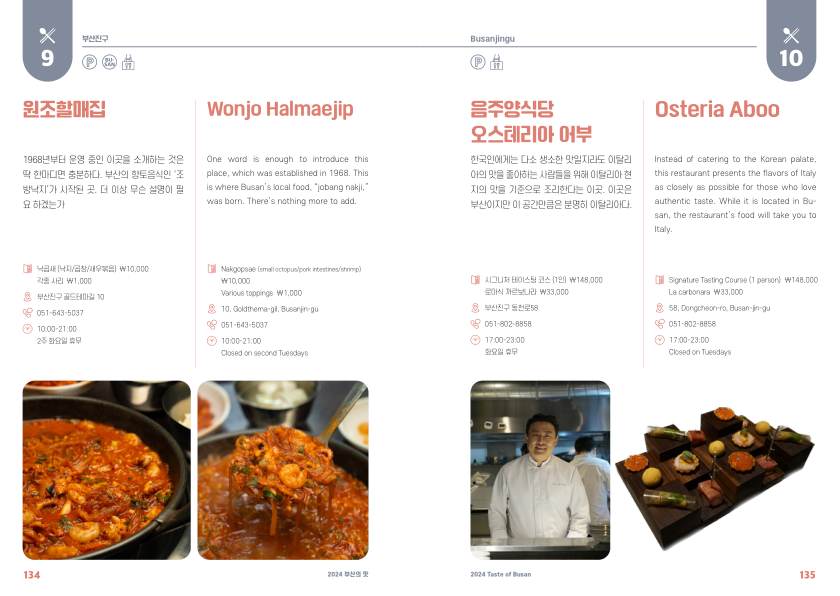 9
부산진구
BU-
SAN
원조할매집
1968년부터 운영 중인 이곳을 소개하는 것은
딱 한마디면 충분하다. 부산의 향토음식인 '조
방낙지'가 시작된 곳. 더 이상 무슨 설명이 필
요 하겠는가
낙곱새 (낙지/곱창/새우볶음) ₩10,000
각종 사리 ₩1,000
부산진구 골드테마길 10
051-643-5037
10:00-21:00
2주 화요일 휴무
Wonjo Halmaejip
One word is enough to introduce this
place, which was established in 1968. This
is where Busan's local food, "jobang nakji,"
was born. There's nothing more to add.
Nakgopsae (small octopus/pork intestines/shrimp)
₩10,000
Various toppings ₩1,000
10, Goldthema-gil, Busanjin-gu
051-643-5037
10:00-21:00
Closed on second Tuesdays
134
2024 부산의 맛
Busanjingu
10
음주양식당
오스테리아 어부
한국인에게는 다소 생소한 맛일지라도 이탈리
아의 맛을 좋아하는 사람들을 위해 이탈리아 현
지의 맛을 기준으로 조리한다는 이곳. 이곳은
부산이지만 이 공간만큼은 분명히 이탈리아다.
시그니처 테이스팅 코스 (1인) ₩148,000
로마식 까르보나라 ₩33,000
부산진구 동천로58
051-802-8858
17:00-23:00
화요일 휴무
Osteria Aboo
Instead of catering to the Korean palate,
this restaurant presents the flavors of Italy
as closely as possible for those who love
authentic taste. While it is located in Bu-
san, the restaurant's food will take you to
Italy.
Signature Tasting Course (1 person) ₩148,000
La carbonara ₩33,000
58, Dongcheon-ro, Busan-jin-gu
051-802-8858
17:00-23:00
Closed on Tuesdays
2024 Taste of Busan
135